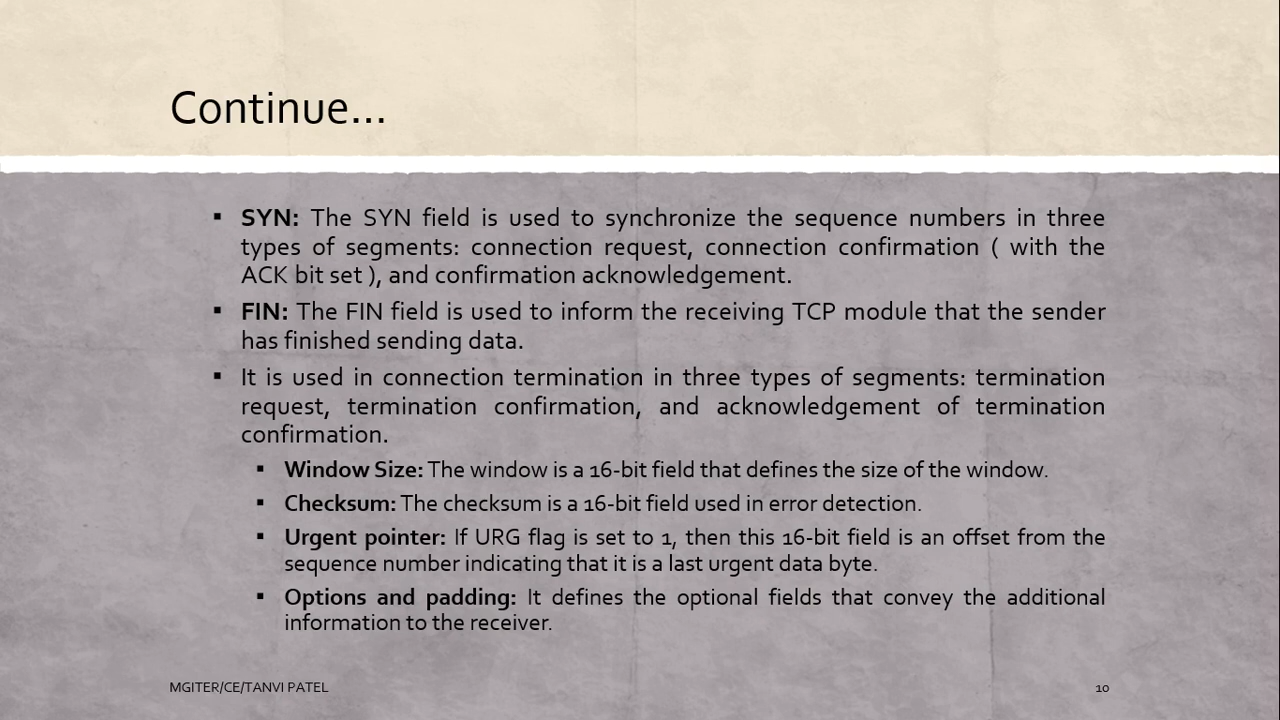 Continue...
▪ SYN: The SYN field is used to synchronize the sequence numbers in three
types of segments: connection request, connection confirmation ( with the
ACK bit set ), and confirmation acknowledgement.
▪ FIN: The FIN field is used to inform the receiving TCP module that the sender
has finished sending data.
▪ It is used in connection termination in three types of segments: termination
request, termination confirmation, and acknowledgement of termination
confirmation.
▪ Window Size: The window is a 16-bit field that defines the size of the window.
▪ Checksum: The checksum is a 16-bit field used in error detection.
▪ Urgent pointer: If URG flag is set to 1, then this 16-bit field is an offset from the
sequence number indicating that it is a last urgent data byte.
▪ Options and padding: It defines the optional fields that convey the additional
information to the receiver.
MGITER/CE/TANVI PATEL
10